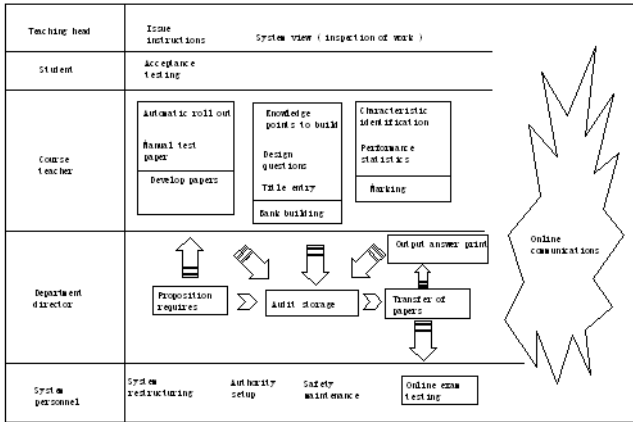 Teaching head
Issue
instructions
System view ( inspection of work )
Student
Acceptance
testing
Course
teacher
Automatic roll out
Manual test
paper
Develop papers
Knowledge
points to build
Design
questions
Title entry
Bank building
Characteristic
identification
Performance
statistics
Marking
Online
communications
Department
director
Output answer print
Proposition
requires
Audit storage
Transfer of
papers
System
personnel
System
restructuring
Authority
setup
Safety
maintenance
Online exam
testing